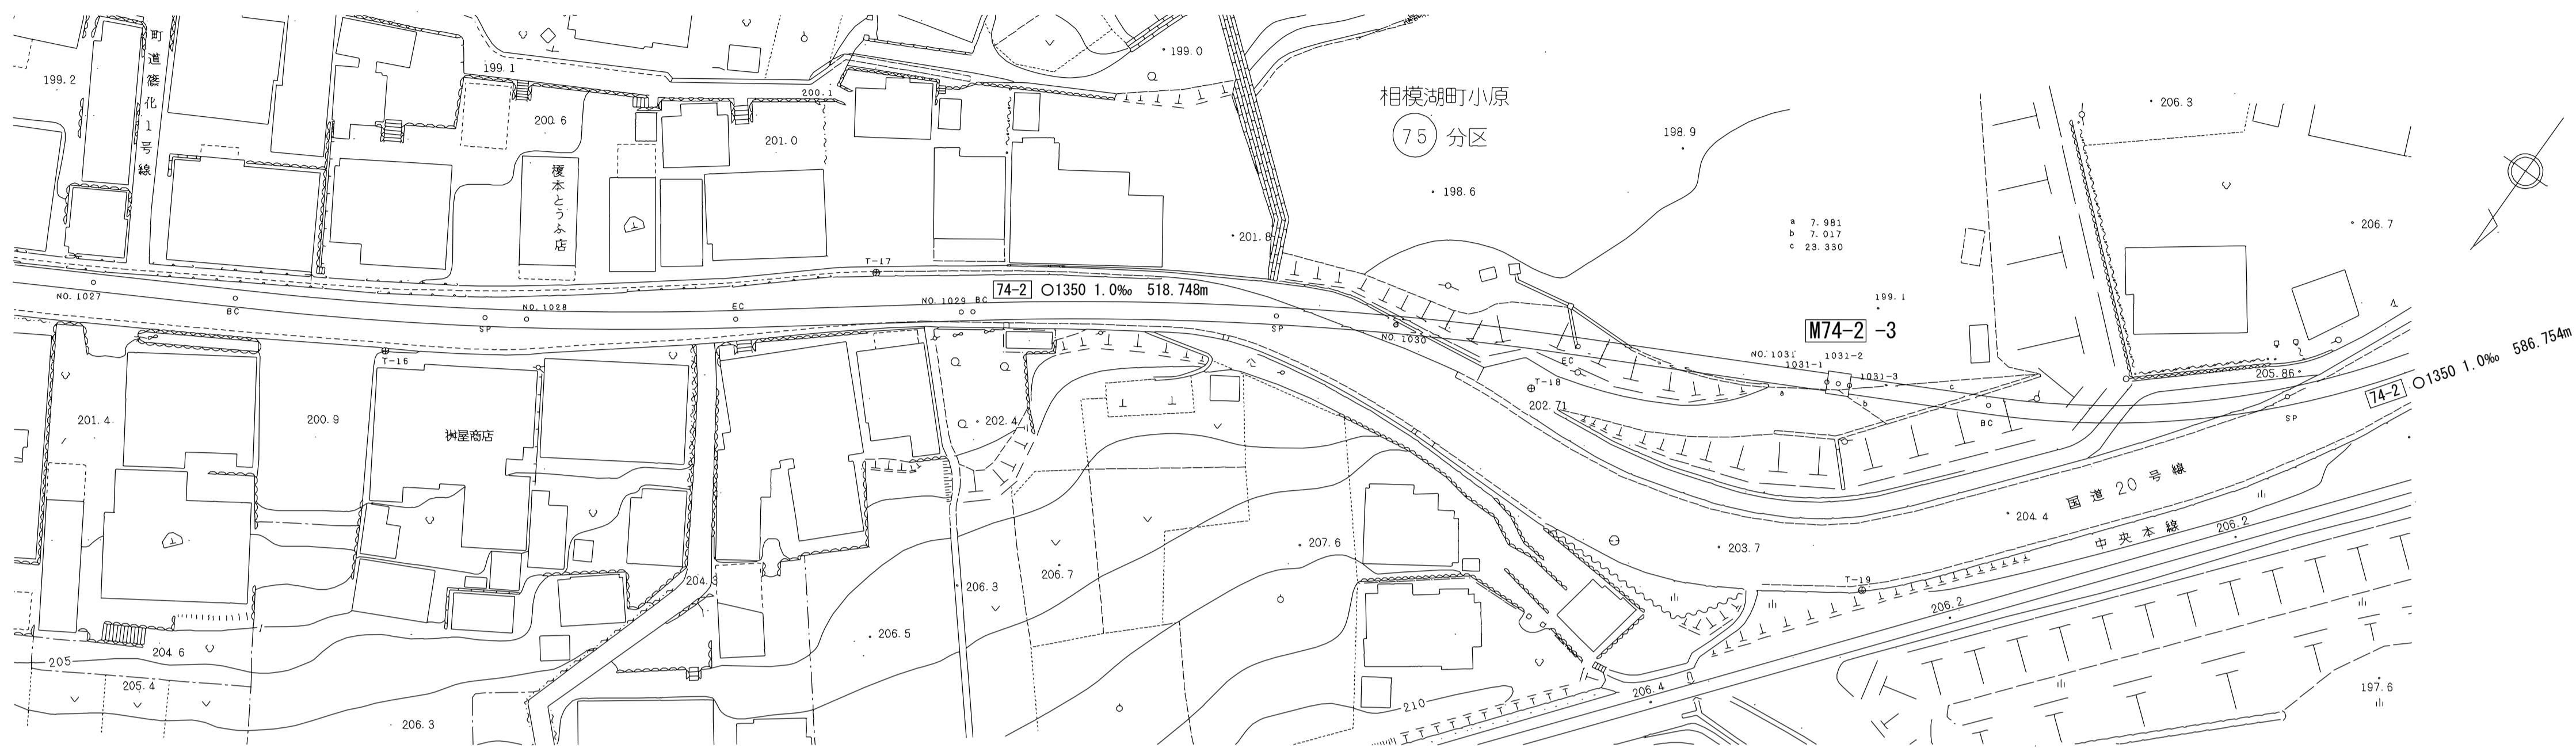 町道篠化1号線
199.2
199.1
200.1
200.6
201.0
榎本とうふ店
199.0
相模湖町小原
75 分区
198.9
198.6
201.8
a 7.981
b 7.017
c 23.330
206.3
206.7
199.1
M74-2 -3
T-17
74-2 ○1350 1.0‰ 518.748m
NO. 1027
BC
SP
NO. 1028
EC
NO. 1029 BC
SP
NO. 1030
EC
NO. 1031
1031-1
1031-2
1031-3
a
b
c
BC
SP
205.86
74-2 ○1350 1.0‰ 586.754m
T-16
T-18
202.71
201.4
200.9
桝屋商店
202.4
国道20号線
204.4
中央本線
206.2
203.7
207.6
206.7
206.3
204.3
T-19
206.2
206.5
204.6
205
205.4
206.3
206.4
210
197.6